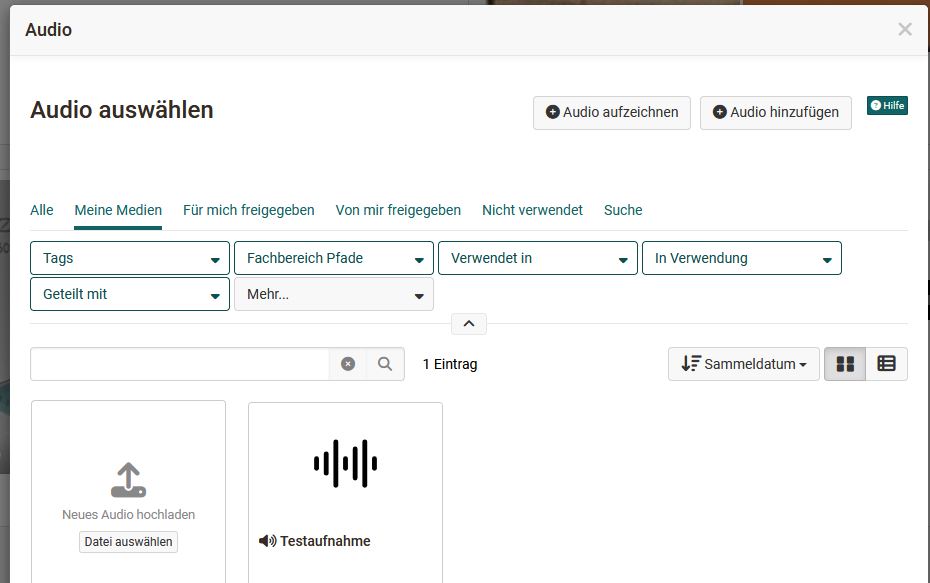 Audio
Audio auswählen
Audio aufzeichnen
Audio hinzufügen
Hilfe
Alle Meine Medien Für mich freigegeben Von mir freigegeben Nicht verwendet Suche
Tags Fachbereich Pfade Verwendet in In Verwendung
Geteilt mit Mehr...
1 Eintrag Sammeldatum
Neues Audio hochladen
Datei auswählen
Testaufnahme